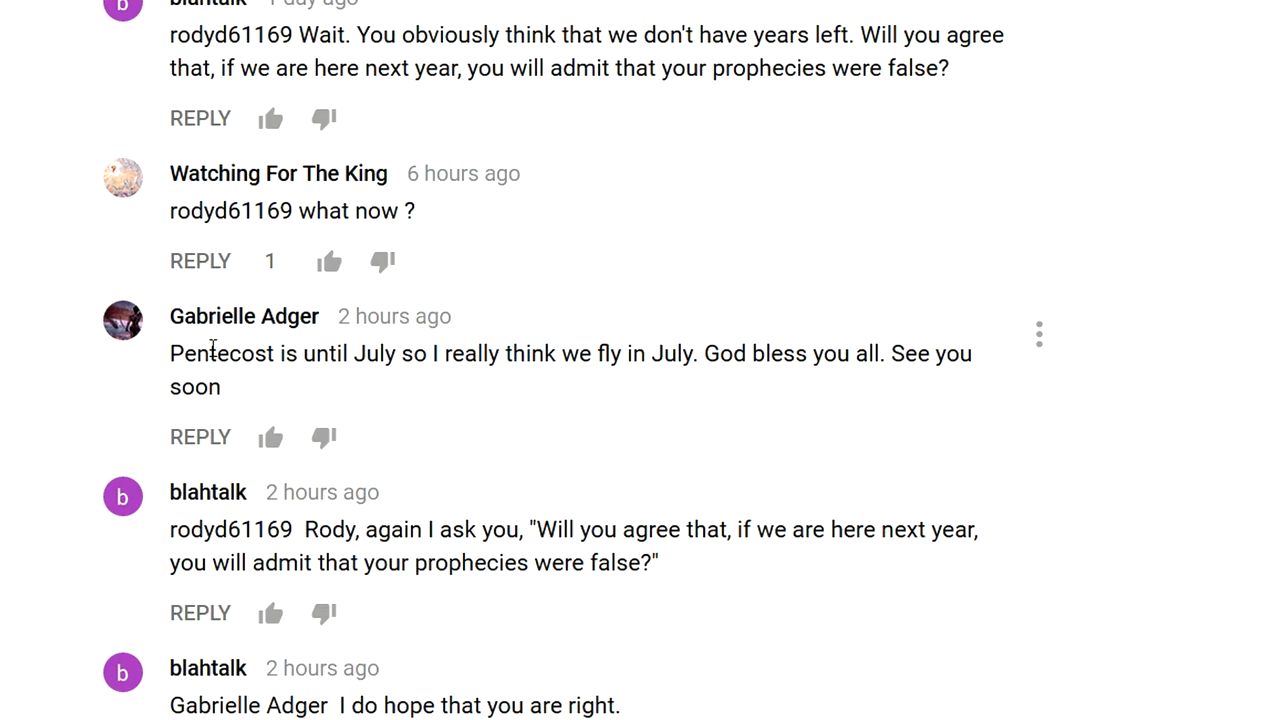 b blahtalk 1 day ago
rodyd61169 Wait. You obviously think that we don't have years left. Will you agree
that, if we are here next year, you will admit that your prophecies were false?
REPLY
Watching For The King 6 hours ago
rodyd61169 what now ?
REPLY 1
Gabrielle Adger 2 hours ago
Pentecost is until July so I really think we fly in July. God bless you all. See you
soon
REPLY
b blahtalk 2 hours ago
rodyd61169 Rody, again I ask you, "Will you agree that, if we are here next year,
you will admit that your prophecies were false?"
REPLY
b blahtalk 2 hours ago
Gabrielle Adger I do hope that you are right.